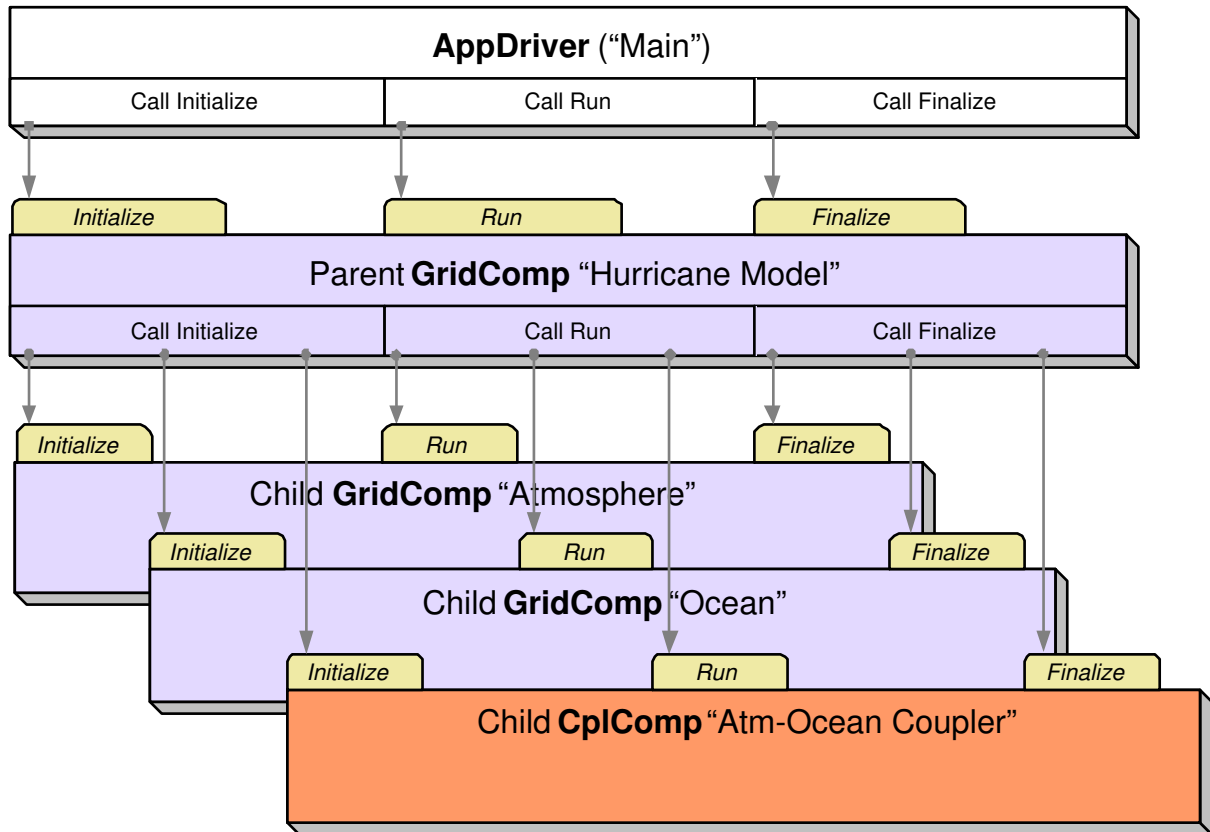 AppDriver (“Main”)
Call Initialize
Call Run
Call Finalize
Initialize
Run
Finalize
Parent GridComp “Hurricane Model”
Call Initialize
Call Run
Call Finalize
Initialize
Run
Finalize
Child GridComp “Atmosphere”
Initialize
Run
Finalize
Child GridComp “Ocean”
Initialize
Run
Finalize
Child CplComp “Atm-Ocean Coupler”